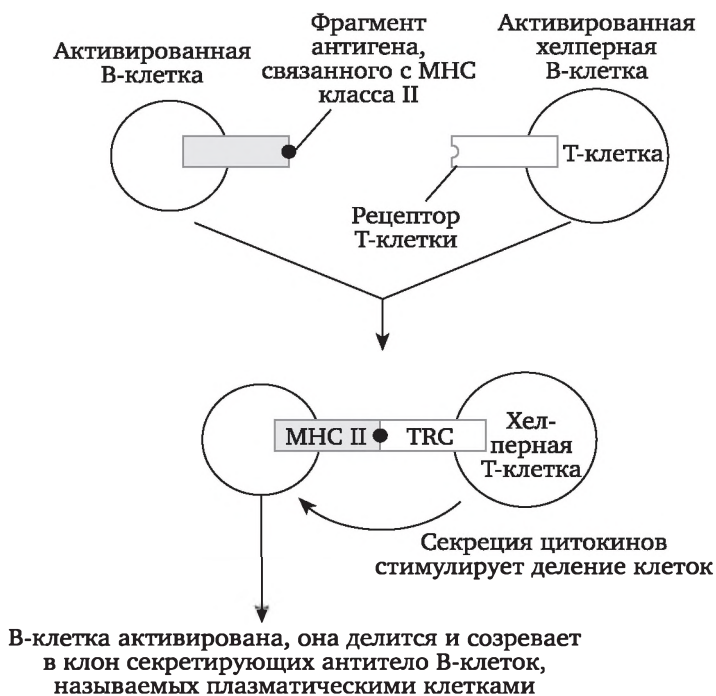 Активированная
В-клетка
Фрагмент
антигена,
связанного с МНС
класса II
Активированная
хелперная
В-клетка
Т-клетка
Рецептор
Т-клетки
МНС II
TRC
Хел-
перная
Т-клетка
Секреция цитокинов
стимулирует деление клеток
В-клетка активирована, она делится и созревает
в клон секретирующих антитело В-клеток,
называемых плазматическими клетками